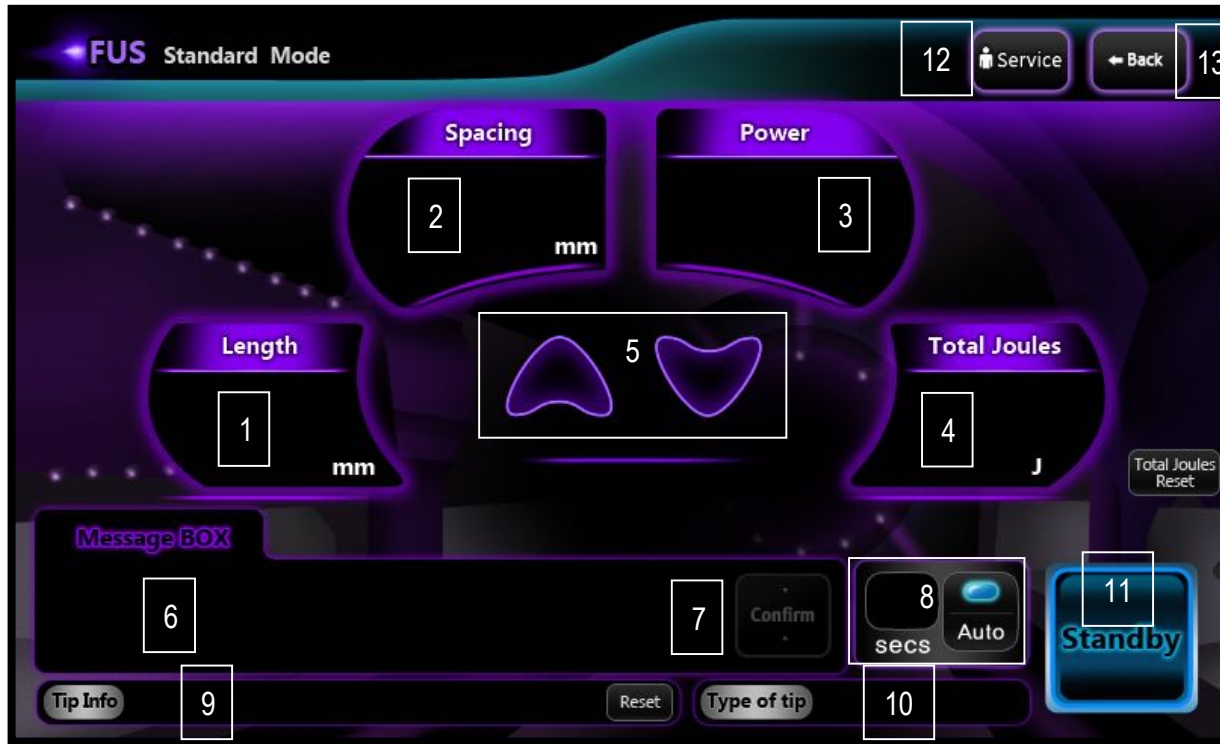 FUS Standard Mode
12
Service
Back
13
Spacing
2
mm
Power
3
Length
1
mm
5
Total Joules
4
J
Total Joules
Reset
Message BOX
6
7
Confirm
8
secs
Auto
11
Standby
Tip Info
9
Reset
Type of tip
10